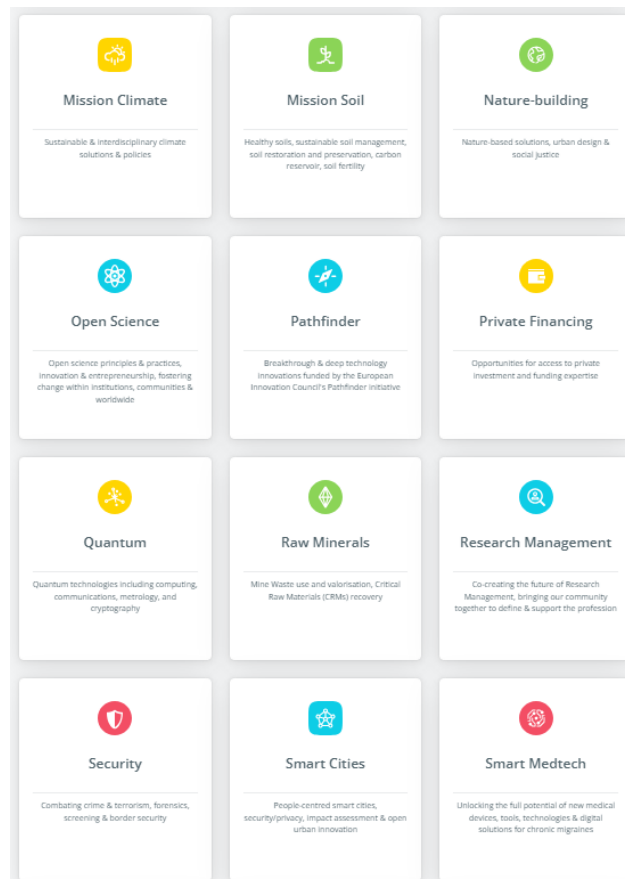 Mission Climate
Sustainable & interdisciplinary climate
solutions & policies
Mission Soil
Healthy soils, sustainable soil management,
soil restoration and preservation, carbon
reservoir, soil fertility
Nature-building
Nature-based solutions, urban design &
social justice
Open Science
Open science principles & practices,
innovation & entrepreneurship, fostering
change within institutions, communities &
worldwide
Pathfinder
Breakthrough & deep technology
innovations funded by the European
Innovation Council's Pathfinder initiative
Private Financing
Opportunities for access to private
investment and funding expertise
Quantum
Quantum technologies including computing,
communications, metrology, and
cryptography
Raw Minerals
Mine Waste use and valorisation, Critical
Raw Materials (CRMs) recovery
Research Management
Co-creating the future of Research
Management, bringing our community
together to define & support the profession
Security
Combating crime & terrorism, forensics,
screening & border security
Smart Cities
People-centred smart cities,
security/privacy, impact assessment & open
urban innovation
Smart Medtech
Unlocking the full potential of new medical
devices, tools, technologies & digital
solutions for chronic migraines